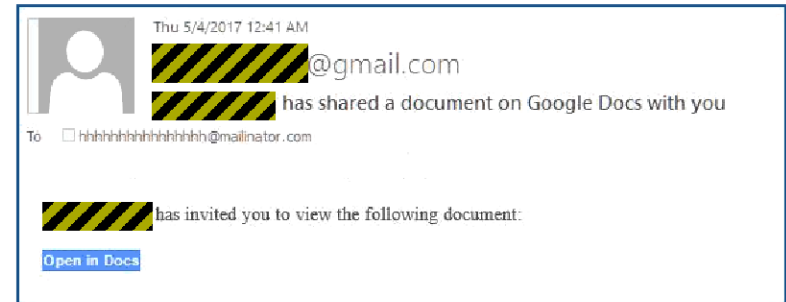 Thu 5/4/2017 12:41 AM
@gmail.com
has shared a document on Google Docs with you
To hhhhhhhhhhhhhhhh@mailinator.com
has invited you to view the following document:
Open in Docs